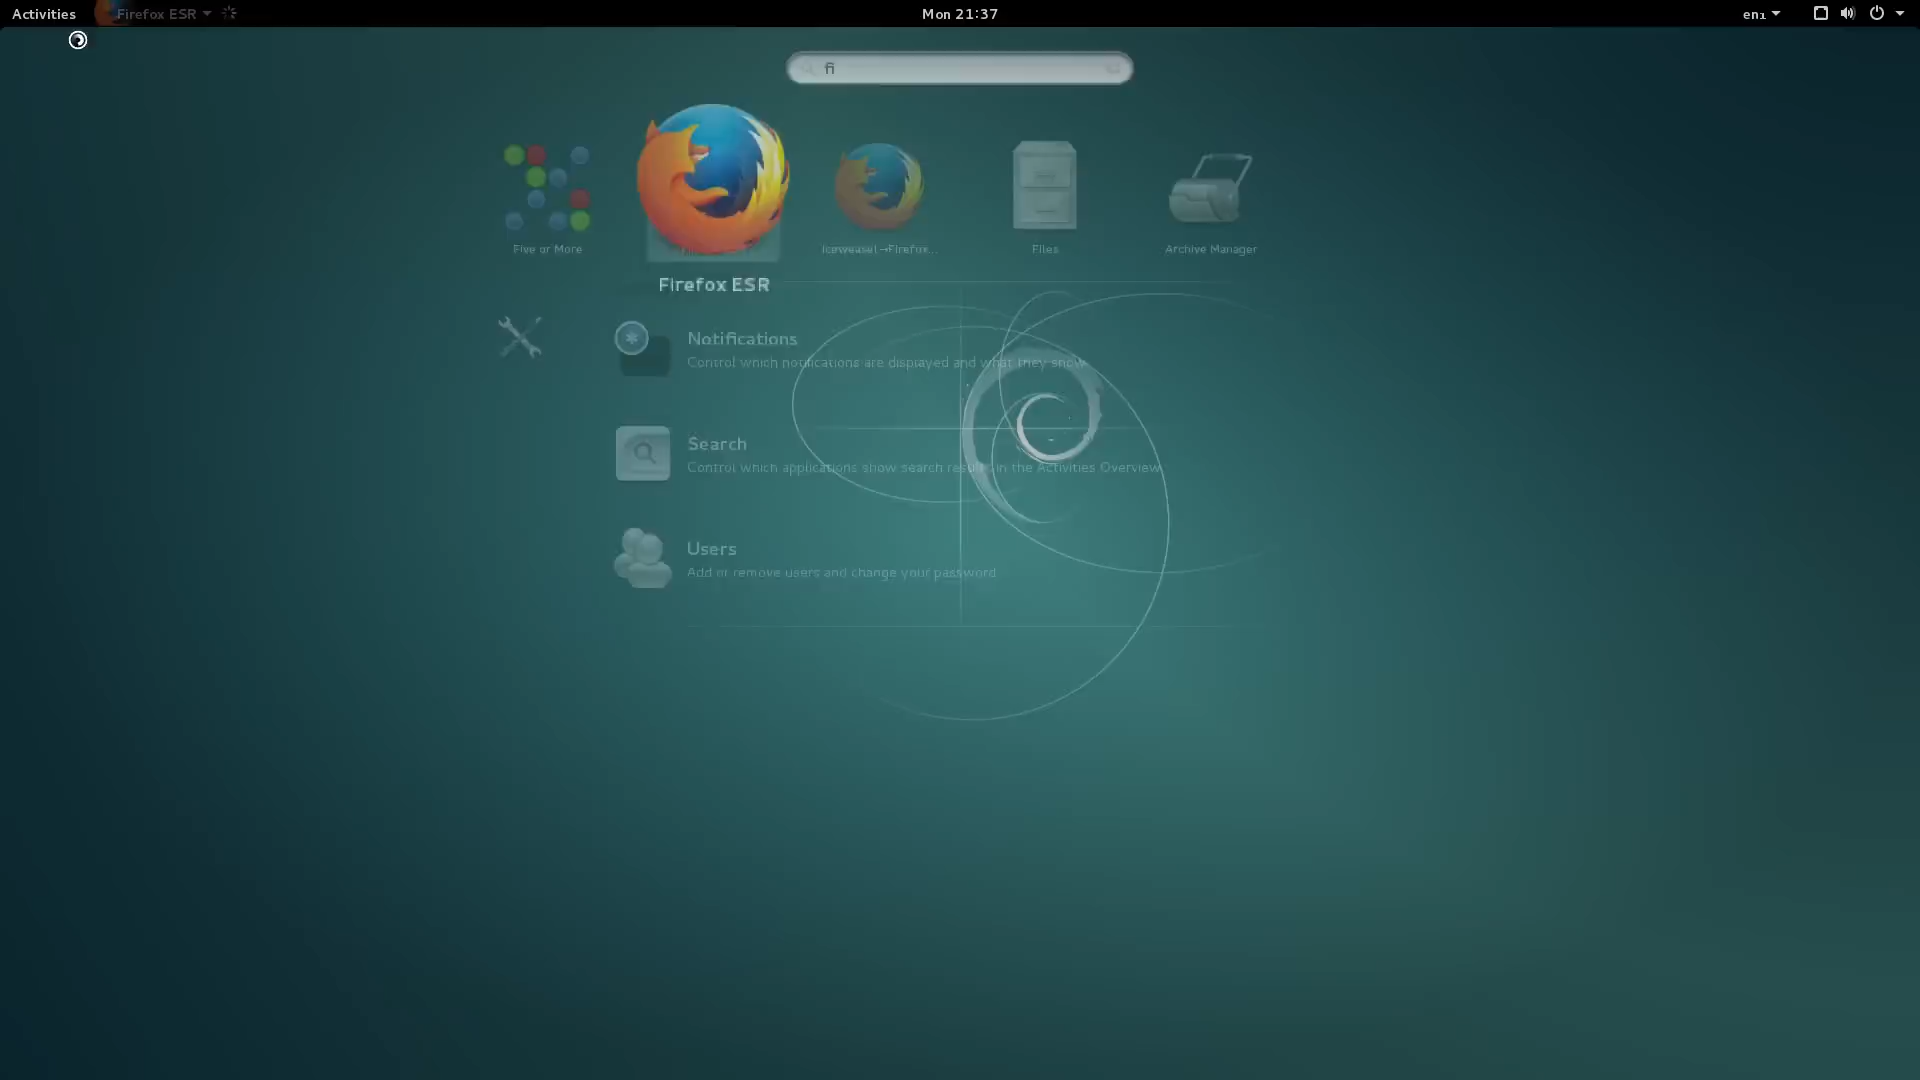 Activities
Firefox ESR
Mon 21:37
en1
fi
Five or More
Iceweasel→Firefox...
Files
Archive Manager
Firefox ESR
Notifications
Control which notifications are displayed and what they show
Search
Control which applications show search results in the Activities Overview
Users
Add or remove users and change your password